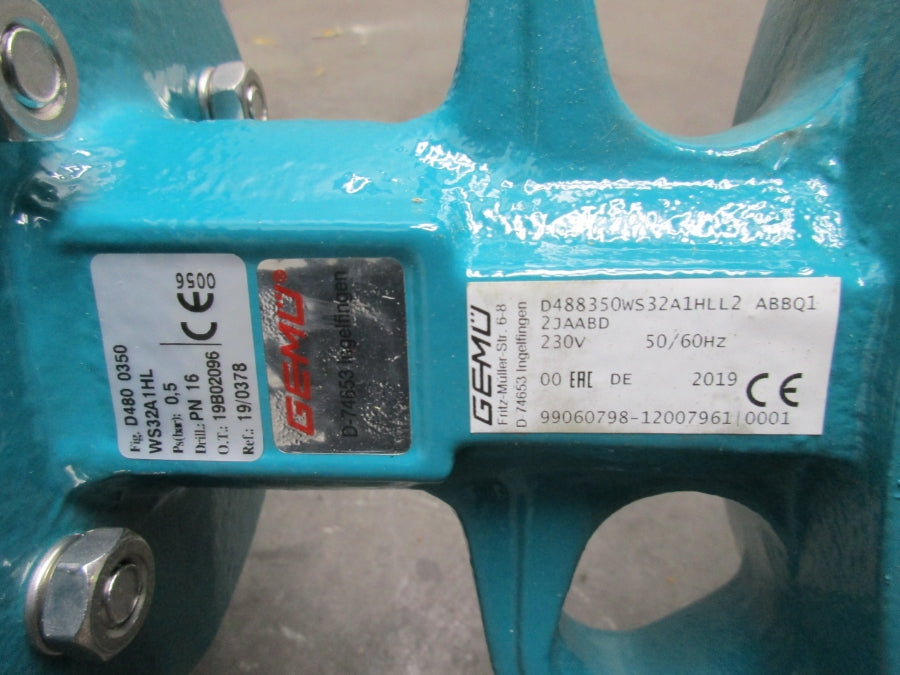 0056
CE
Fig. D480 0350
WS32A1HL
Ps(bar): 0,5
Drill.: PN 16
O.T.: 19B02096
Ref.: 19/0378
GEMÜ®
D-74653 Ingelfingen
GEMÜ
Fritz-Müller-Str. 6-8
D-74653 Ingelfingen
D488350WS32A1HLL2 ABBQ1
2JAABD
230V 50/60Hz
00 EAC DE 2019 CE
99060798-12007961|0001